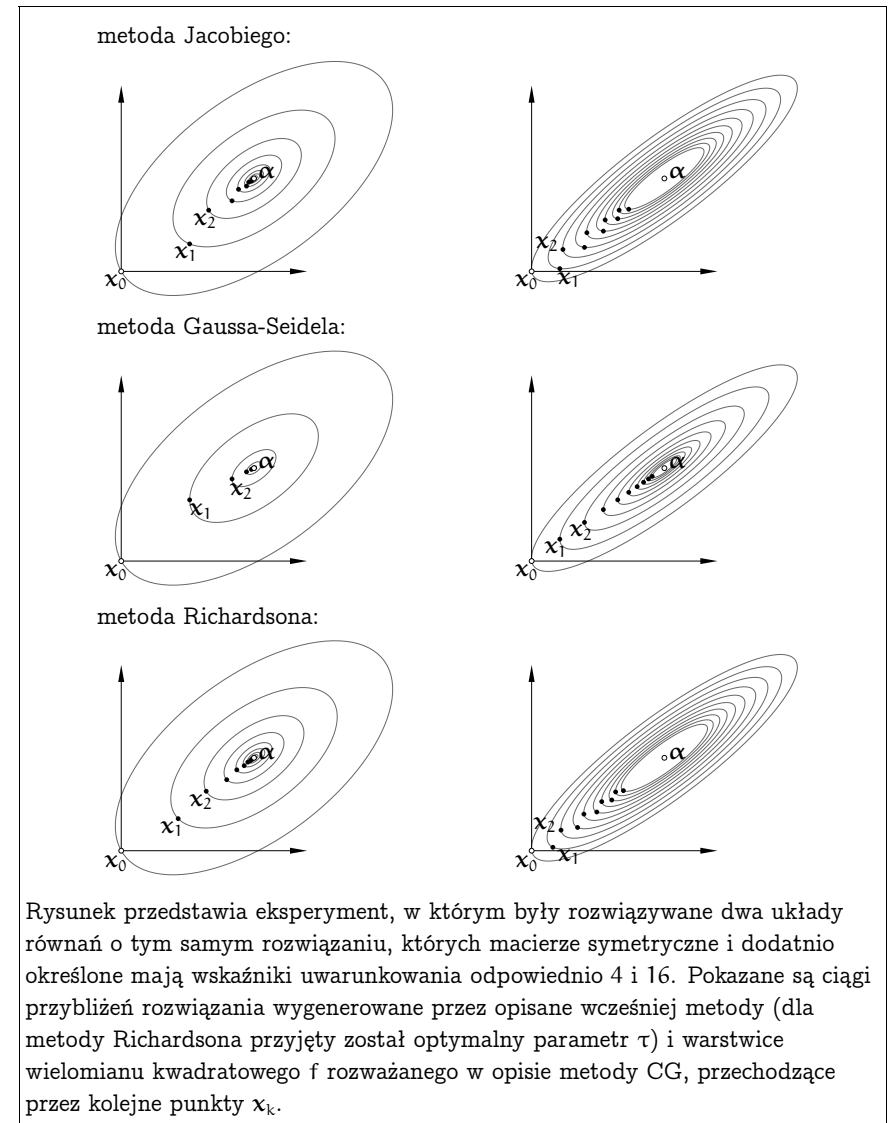 metoda Jacobiego:
α
x₂
x₁
x₀
α
x₂
x₀
x₁
metoda Gaussa-Seidela:
α
x₂
x₁
x₀
α
x₂
x₁
x₀
metoda Richardsona:
α
x₂
x₁
x₀
α
x₂
x₀
x₁
Rysunek przedstawia eksperyment, w którym były rozwiązywane dwa układy
równań o tym samym rozwiązaniu, których macierze symetryczne i dodatnio
określone mają wskaźniki uwarunkowania odpowiednio 4 i 16. Pokazane są ciągi
przybliżeń rozwiązania wygenerowane przez opisane wcześniej metody (dla
metody Richardsona przyjęty został optymalny parametr τ) i warstwice
wielomianu kwadratowego f rozważanego w opisie metody CG, przechodzące
przez kolejne punkty xₖ.